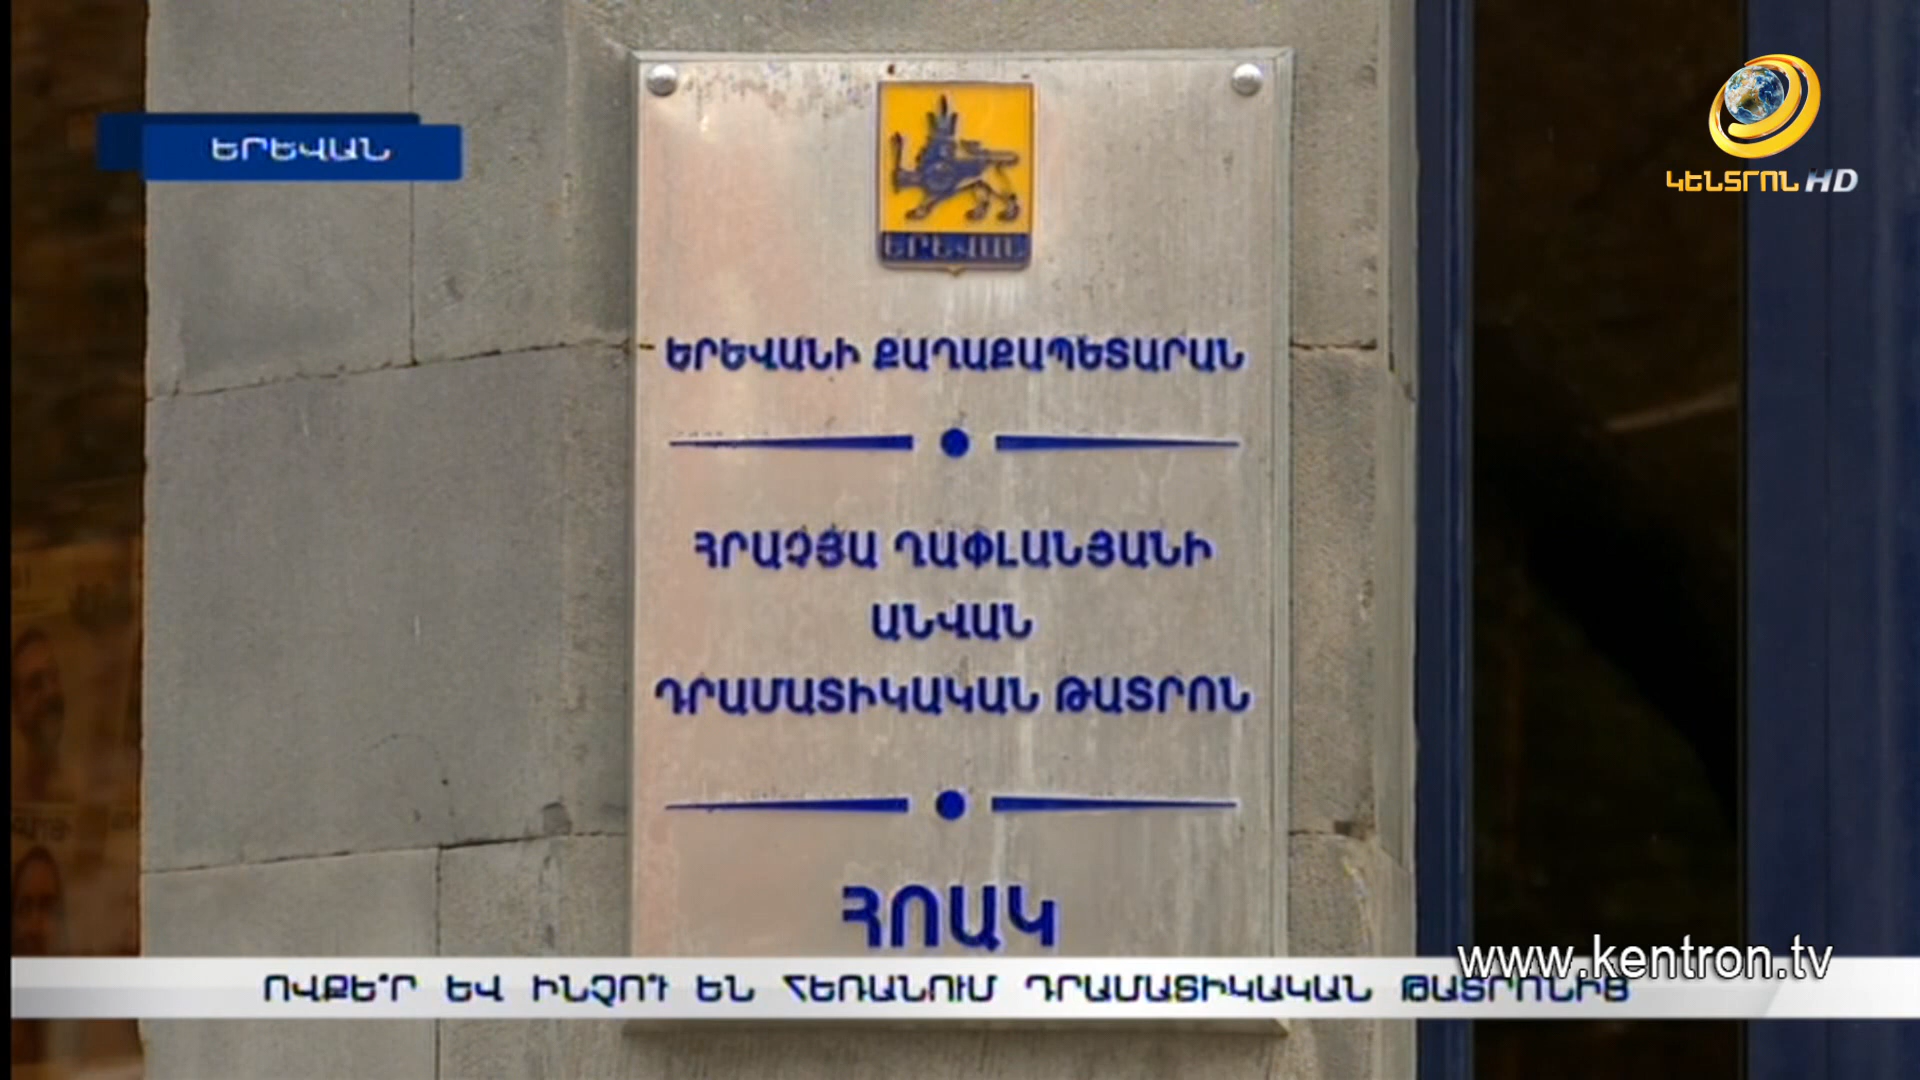 ԵՐԵՎԱՆ
ԿԵՆՏՐՈՆ HD
ԵՐԵՎԱՆ
ԵՐԵՎԱՆԻ ՔԱՂԱՔԱՊԵՏԱՐԱՆ
ՀՐԱՉՅԱ ՂԱՓԼԱՆՅԱՆԻ
ԱՆՎԱՆ
ԴՐԱՄԱՏԻԿԱԿԱՆ ԹԱՏՐՈՆ
ՀՈԱԿ
www.kentron.tv
ՈՎՔԵ՞Ր ԵՎ ԻՆՉՈ՞Ւ ԵՆ ՀԵՌԱՆՈՒՄ ԴՐԱՄԱՏԻԿԱԿԱՆ ԹԱՏՐՈՆԻՑ